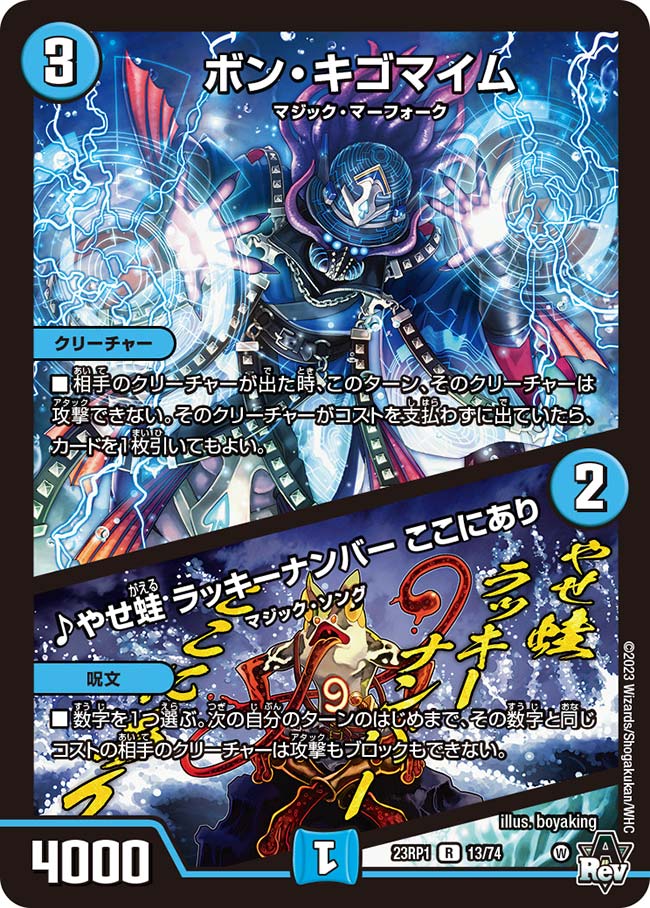 3
ボン・キゴマイム
マジック・マーフォーク
クリーチャー
■相手のクリーチャーが出た時、このターン、そのクリーチャーは
攻撃できない。そのクリーチャーがコストを支払わずに出ていたら、
カードを1枚引いてもよい。
2
♪やせ蛙 ラッキーナンバー ここにあり
マジック・ソング
やせ蛙
ラッキーナンバー
ここにあり
9
呪文
■数字を1つ選ぶ。次の自分のターンのはじめまで、その数字と同じ
コストの相手のクリーチャーは攻撃もブロックもできない。
©2023 Wizards/Shogakukan/WHC
illus. boyaking
4000
1
23RP1 R 13/74
W
Rev